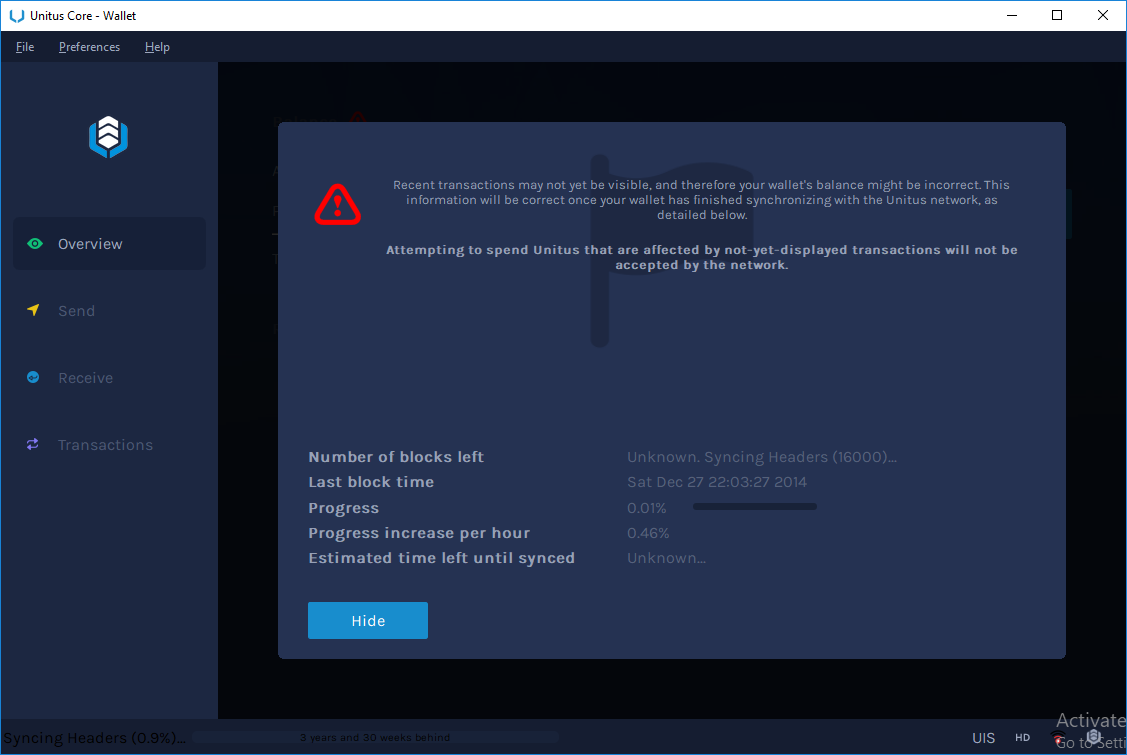 Unitus Core - Wallet
File Preferences Help
Recent transactions may not yet be visible, and therefore your wallet's balance might be incorrect. This
information will be correct once your wallet has finished synchronizing with the Unitus network, as
detailed below.
Attempting to spend Unitus that are affected by not-yet-displayed transactions will not be
accepted by the network.
Overview
Send
Receive
Transactions
Number of blocks left Unknown. Syncing Headers (16000)...
Last block time Sat Dec 27 22:03:27 2014
Progress 0.01%
Progress increase per hour 0.46%
Estimated time left until synced Unknown...
Hide
Activate
Syncing Headers (0.9%)... 3 years and 30 weeks behind UIS HD
Go to Setti